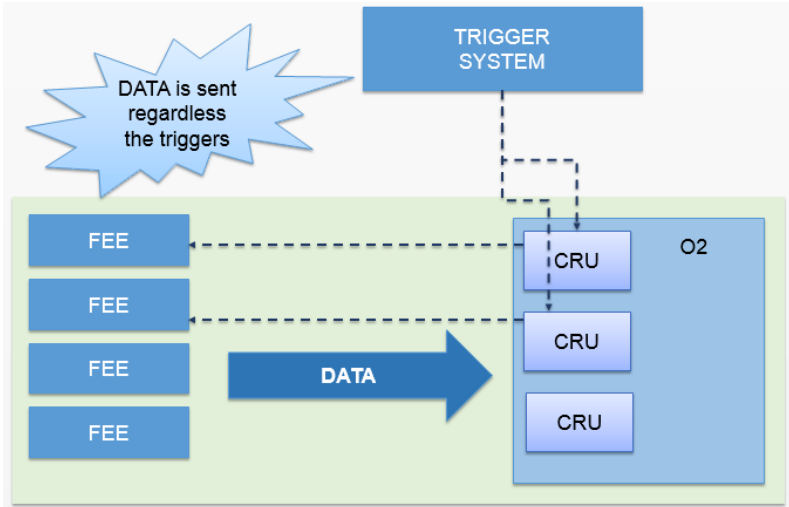 TRIGGER
SYSTEM
DATA is sent
regardless
the triggers
FEE
FEE
FEE
FEE
DATA
CRU
CRU
CRU
O2